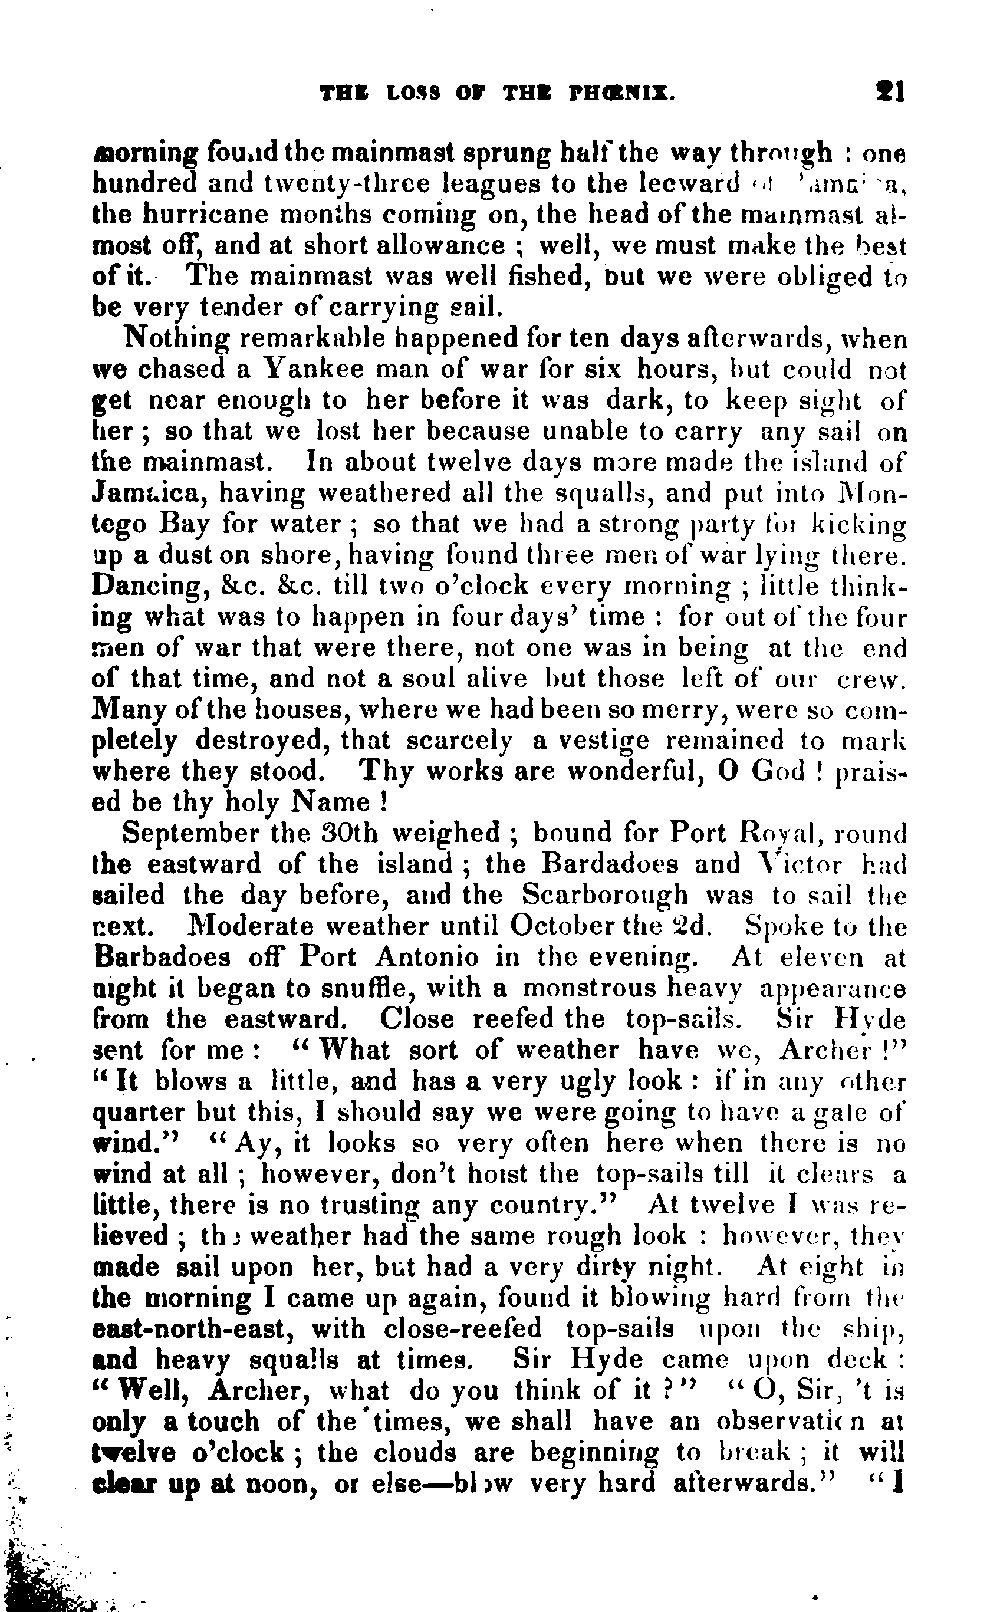 THE LOSS OF THE PHŒNIX. 21
morning found the mainmast sprung half the way through : one
hundred and twenty-three leagues to the leeward
the hurricane months coming on, the head of the mainmast al-
most off, and at short allowance ; well, we must make the best
of it. The mainmast was well fished, but we were obliged to
be very tender of carrying sail.
Nothing remarkable happened for ten days afterwards, when
we chased a Yankee man of war for six hours, but could not
get near enough to her before it was dark, to keep sight of
her ; so that we lost her because unable to carry any sail on
the mainmast. In about twelve days more made the island of
Jamaica, having weathered all the squalls, and put into Mon-
tego Bay for water ; so that we had a strong party for kicking
up a dust on shore, having found three men of war lying there.
Dancing, &c. &c. till two o'clock every morning ; little think-
ing what was to happen in four days' time : for out of the four
men of war that were there, not one was in being at the end
of that time, and not a soul alive but those left of our crew.
Many of the houses, where we had been so merry, were so com-
pletely destroyed, that scarcely a vestige remained to mark
where they stood. Thy works are wonderful, O God ! prais-
ed be thy holy Name !
September the 30th weighed ; bound for Port Royal, round
the eastward of the island ; the Bardadoes and Victor had
sailed the day before, and the Scarborough was to sail the
next. Moderate weather until October the 2d. Spoke to the
Barbadoes off Port Antonio in the evening. At eleven at
night it began to snuffle, with a monstrous heavy appearance
from the eastward. Close reefed the top-sails. Sir Hyde
sent for me : “ What sort of weather have we, Archer !”
“ It blows a little, and has a very ugly look : if in any other
quarter but this, I should say we were going to have a gale of
wind.” “ Ay, it looks so very often here when there is no
wind at all ; however, don't hoist the top-sails till it clears a
little, there is no trusting any country.” At twelve I was re-
lieved ; the weather had the same rough look : however, they
made sail upon her, but had a very dirty night. At eight in
the morning I came up again, found it blowing hard from the
east-north-east, with close-reefed top-sails upon the ship,
and heavy squalls at times. Sir Hyde came upon deck :
“ Well, Archer, what do you think of it ?” “ O, Sir, 't is
only a touch of the times, we shall have an observation at
twelve o'clock ; the clouds are beginning to break ; it will
clear up at noon, or else—blow very hard afterwards.” “ I